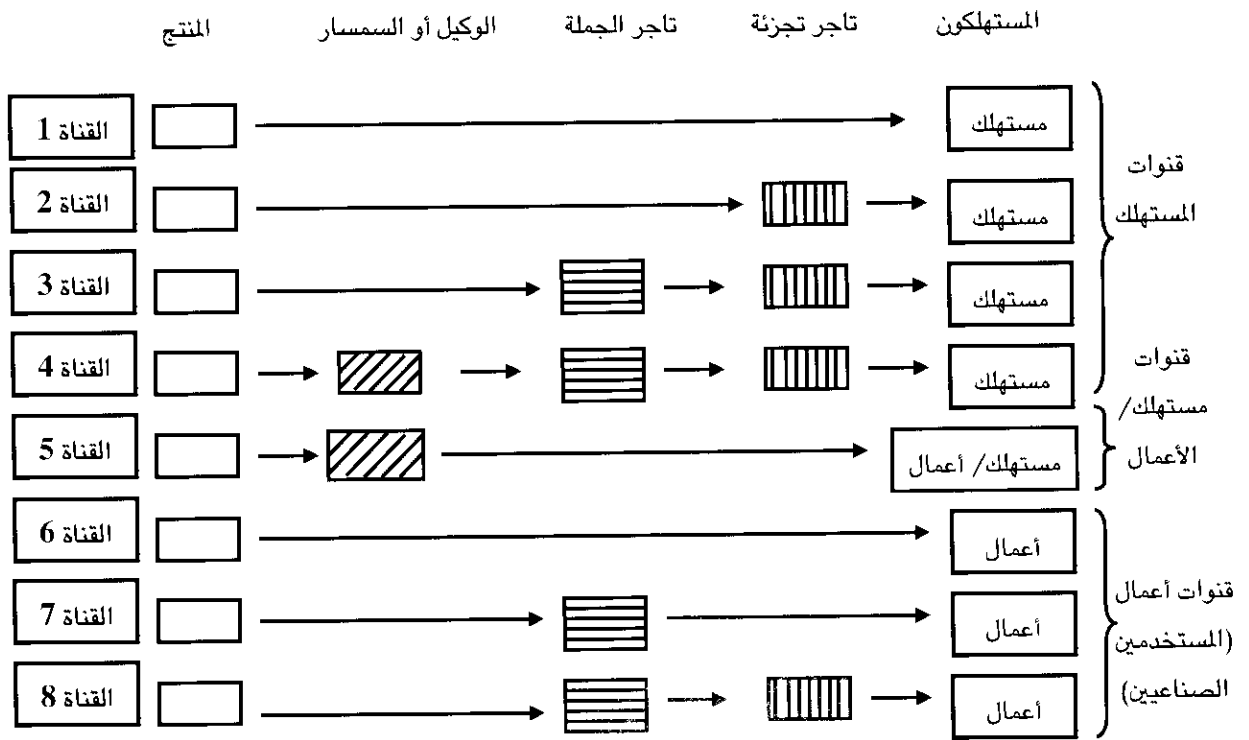 المنتج
الوكيل أو السمسار
تاجر الجملة
تاجر تجزئة
المستهلكون
القناة 1
مستهلك
القناة 2
مستهلك
القناة 3
مستهلك
القناة 4
مستهلك
القناة 5
مستهلك/ أعمال
القناة 6
أعمال
القناة 7
أعمال
القناة 8
أعمال
قنوات
المستهلك
قنوات
مستهلك/
الأعمال
قنوات أعمال
(المستخدمين
الصناعيين)